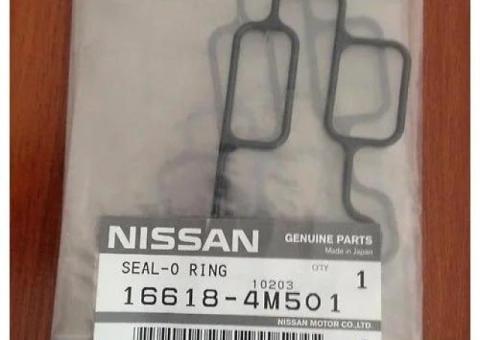 NISSAN GENUINE PARTS
Made in Japan
SEAL-O RING
QTY 1
10203
16618-4M501
NISSAN MOTOR CO.,LTD.